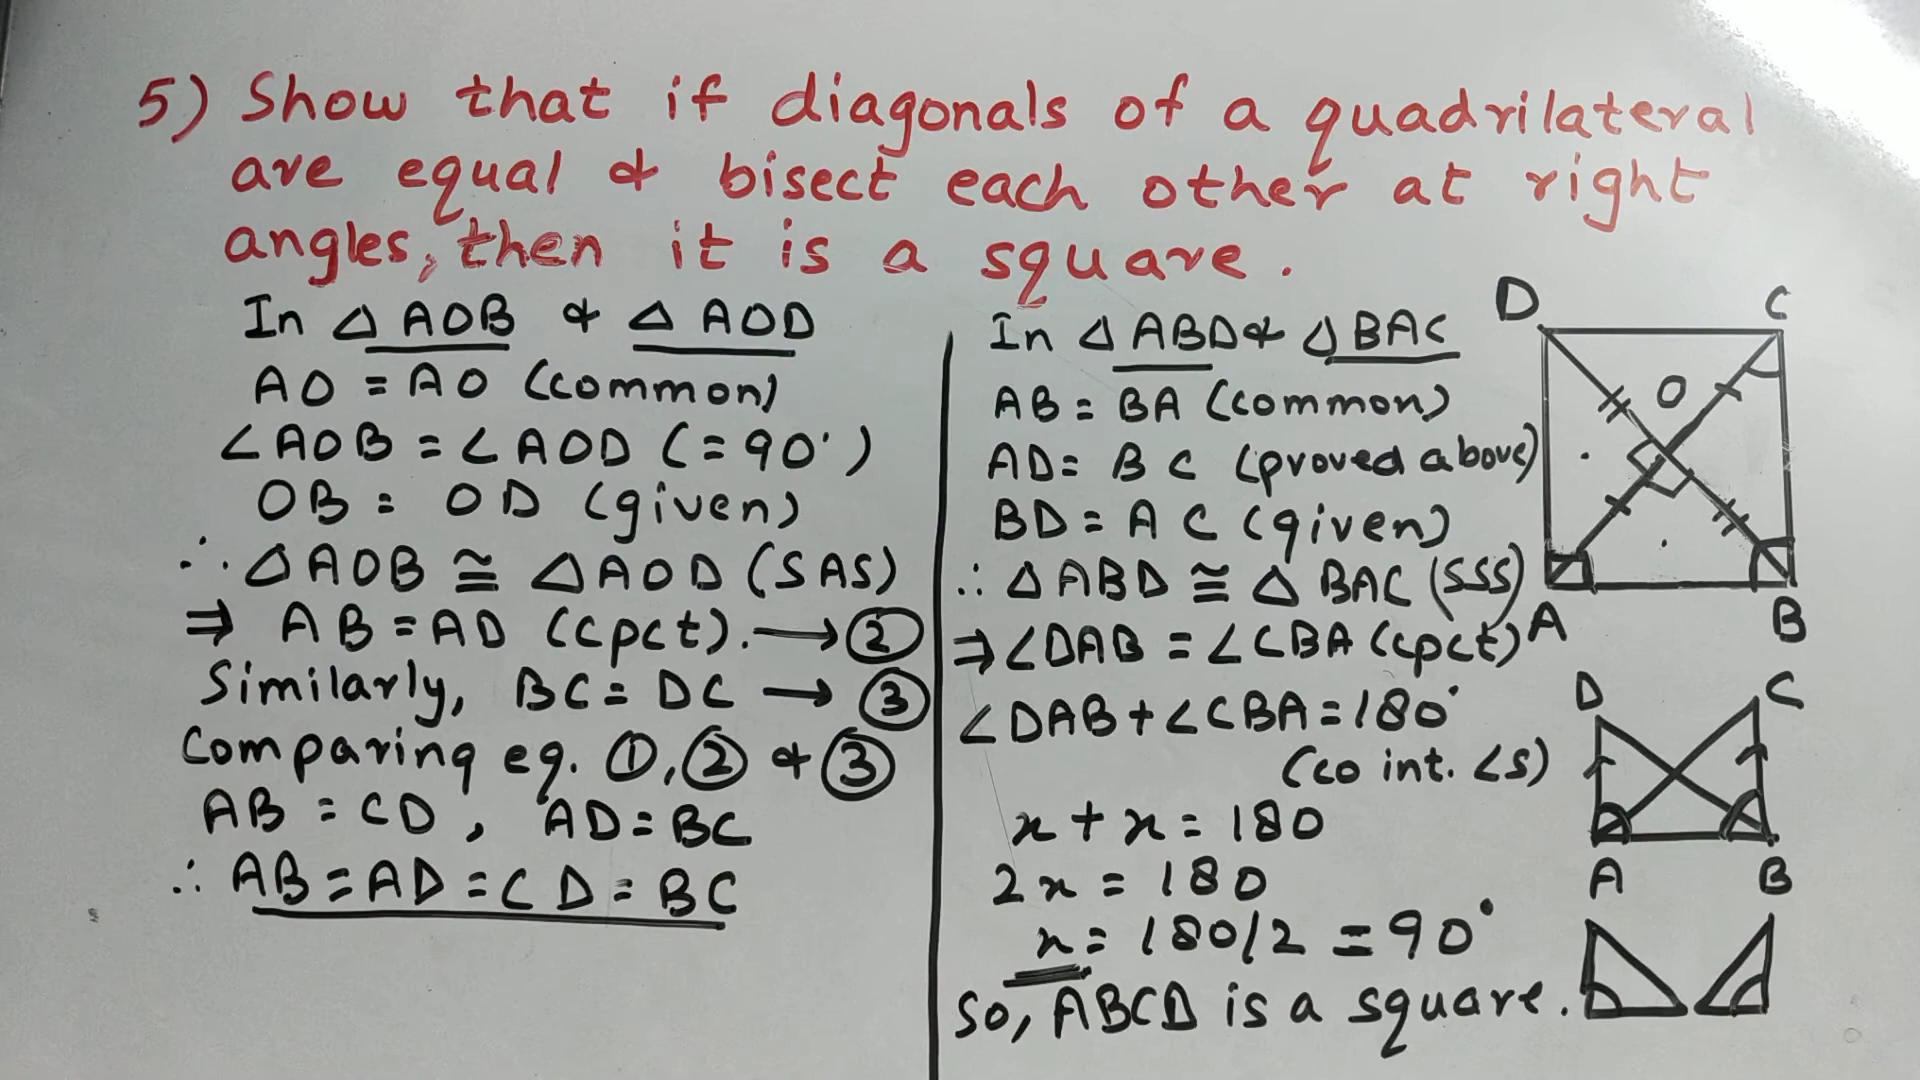 5) Show that if diagonals of a quadrilateral
are equal & bisect each other at right
angles, then it is a square.
In △ AOB & △ AOD
AO = AO (common)
∠AOB = ∠AOD (=90°)
OB = OD (given)
∴ △AOB ≅ △AOD (SAS)
⇒ AB = AD (cpct). → ②
Similarly, BC = DC → ③
Comparing eq. ①, ② & ③
AB = CD, AD = BC
∴ AB = AD = CD = BC
In △ ABD & △ BAC
AB = BA (common)
AD = BC (proved above)
BD = AC (given)
∴ △ ABD ≅ △ BAC (SSS)
⇒ ∠DAB = ∠CBA (cpct)
∠DAB + ∠CBA = 180°
(co int. ∠s)
x + x = 180
2x = 180
x = 180/2 = 90°
So, ABCD is a square.
D C
O
A B
D C
A B